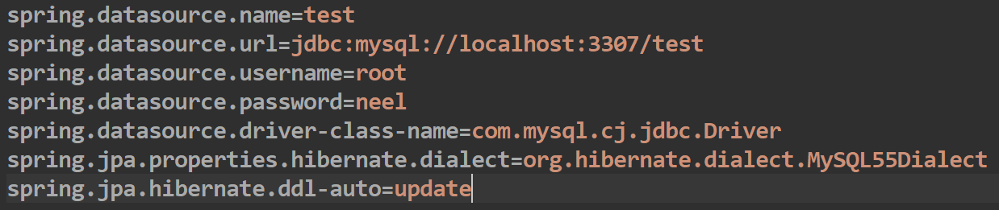 spring.datasource.name=test
spring.datasource.url=jdbc:mysql://localhost:3307/test
spring.datasource.username=root
spring.datasource.password=neel
spring.datasource.driver-class-name=com.mysql.cj.jdbc.Driver
spring.jpa.properties.hibernate.dialect=org.hibernate.dialect.MySQL55Dialect
spring.jpa.hibernate.ddl-auto=update